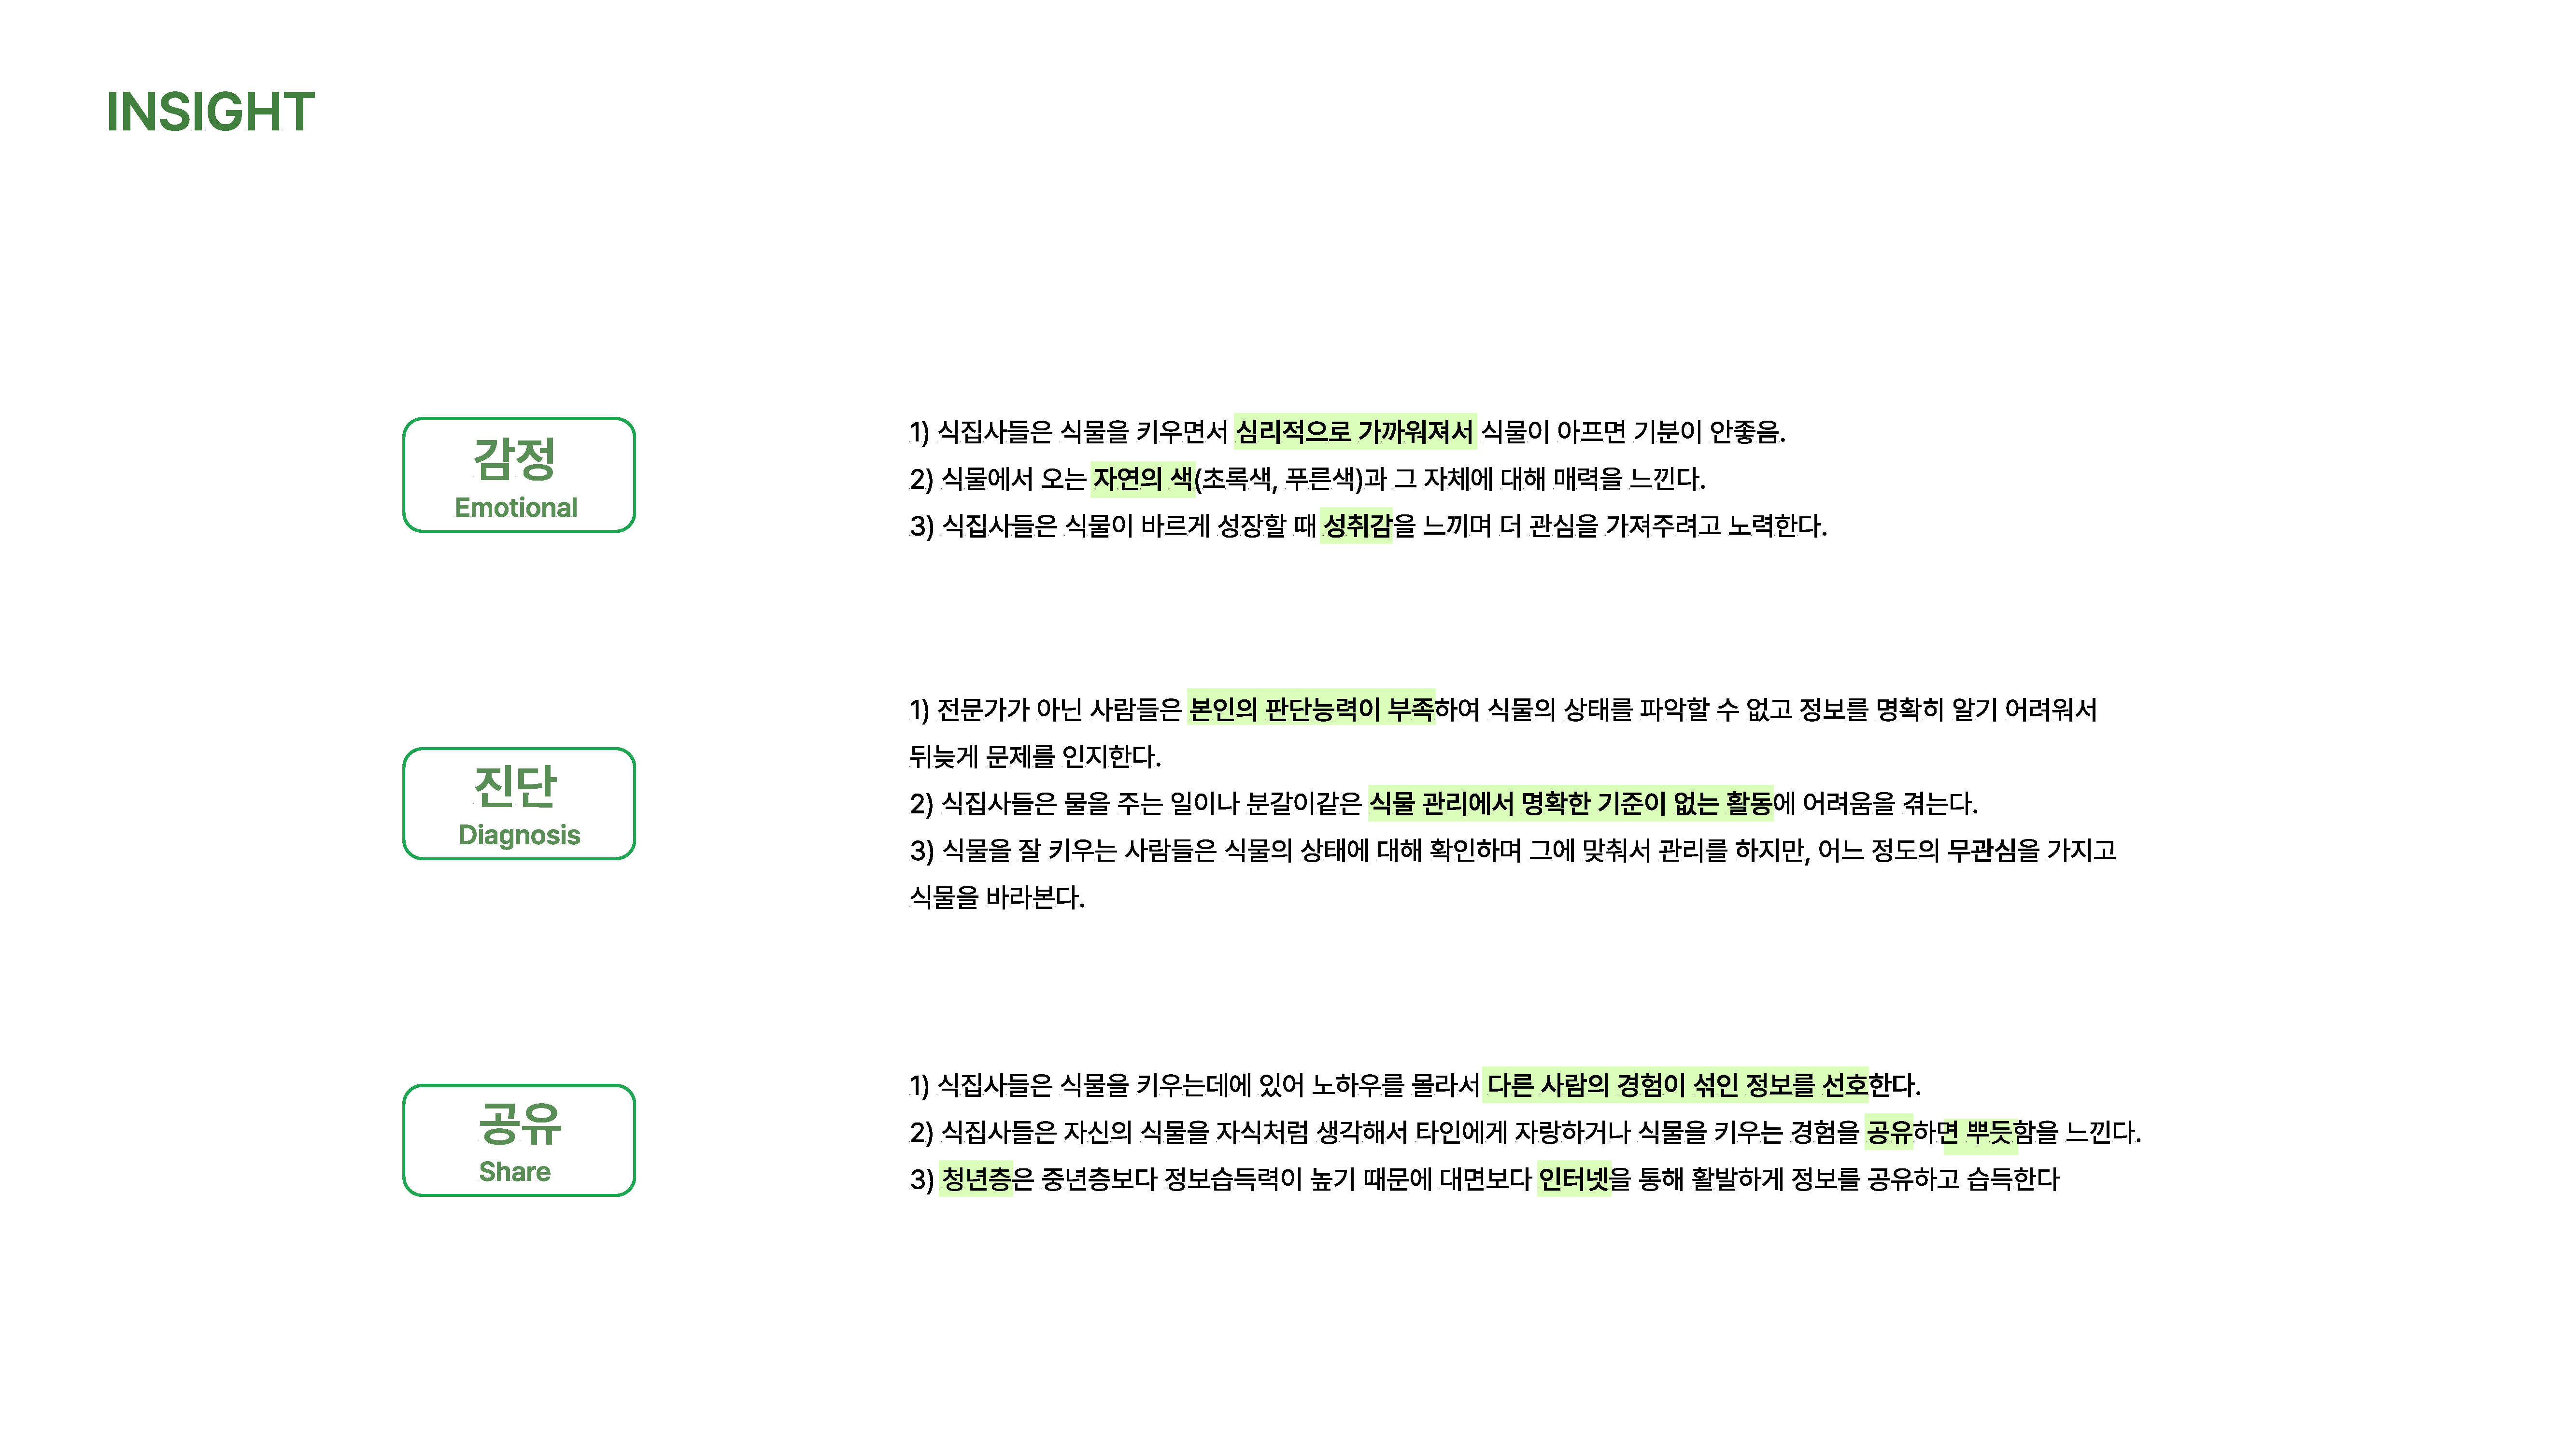 INSIGHT
감정
Emotional
1) 식집사들은 식물을 키우면서 심리적으로 가까워져서 식물이 아프면 기분이 안좋음.
2) 식물에서 오는 자연의 색(초록색, 푸른색)과 그 자체에 대해 매력을 느낀다.
3) 식집사들은 식물이 바르게 성장할 때 성취감을 느끼며 더 관심을 가져주려고 노력한다.
진단
Diagnosis
1) 전문가가 아닌 사람들은 본인의 판단능력이 부족하여 식물의 상태를 파악할 수 없고 정보를 명확히 알기 어려워서
뒤늦게 문제를 인지한다.
2) 식집사들은 물을 주는 일이나 분갈이같은 식물 관리에서 명확한 기준이 없는 활동에 어려움을 겪는다.
3) 식물을 잘 키우는 사람들은 식물의 상태에 대해 확인하며 그에 맞춰서 관리를 하지만, 어느 정도의 무관심을 가지고
식물을 바라본다.
공유
Share
1) 식집사들은 식물을 키우는데에 있어 노하우를 몰라서 다른 사람의 경험이 섞인 정보를 선호한다.
2) 식집사들은 자신의 식물을 자식처럼 생각해서 타인에게 자랑하거나 식물을 키우는 경험을 공유하면 뿌듯함을 느낀다.
3) 청년층은 중년층보다 정보습득력이 높기 때문에 대면보다 인터넷을 통해 활발하게 정보를 공유하고 습득한다